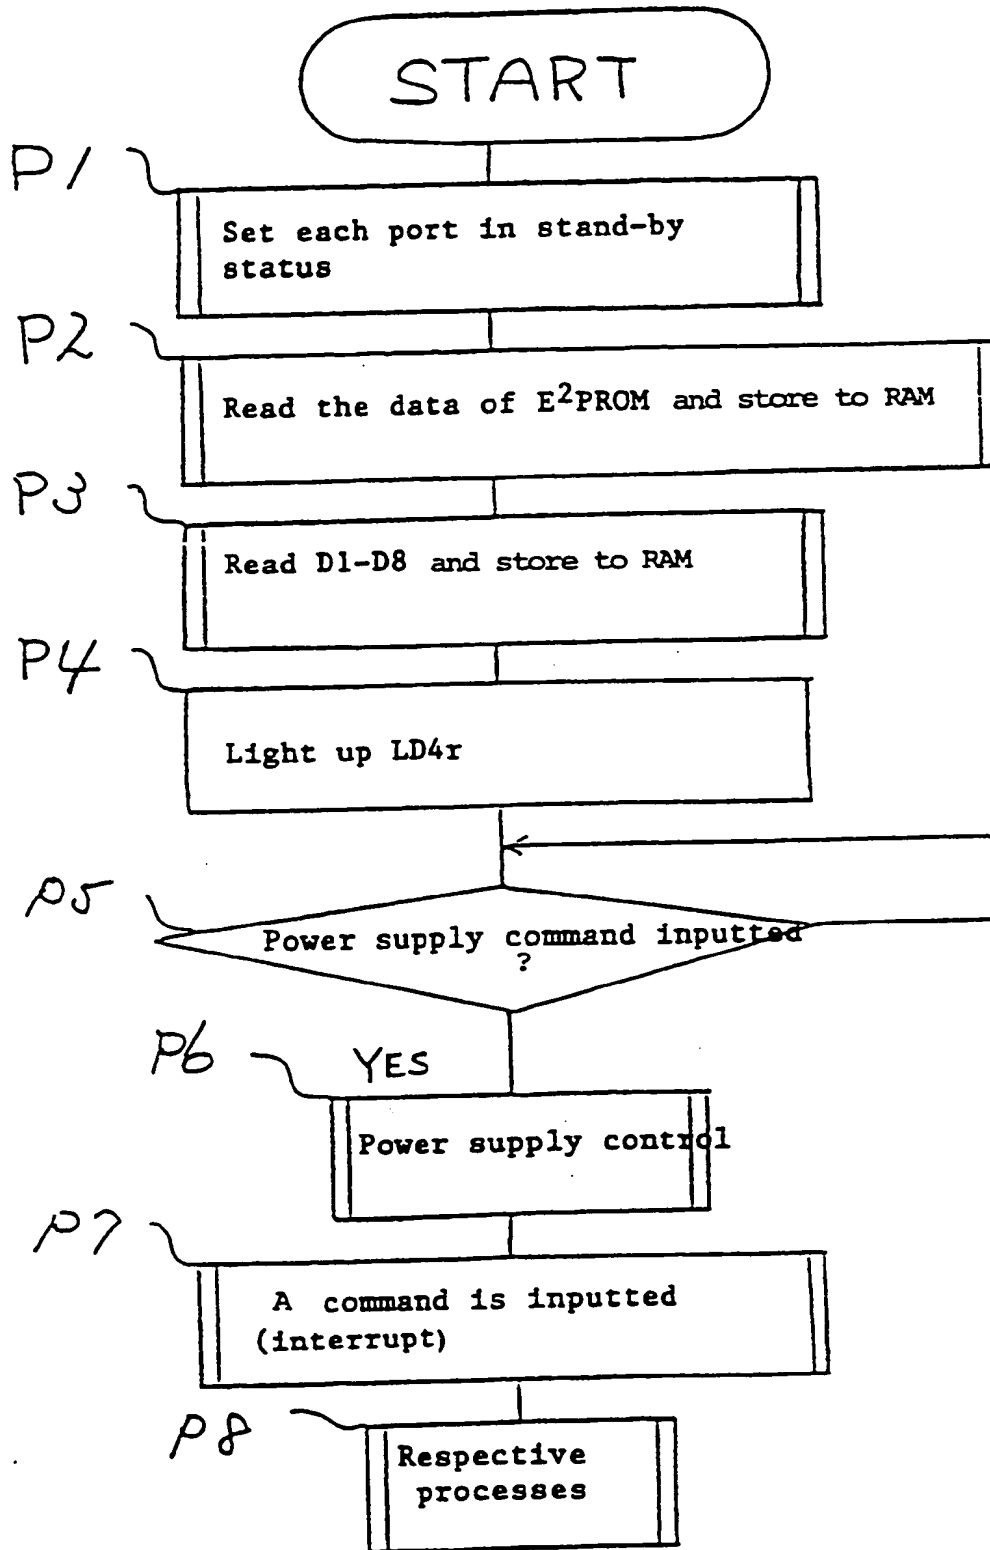 START
P1
Set each port in stand-by
status
P2
Read the data of E²PROM and store to RAM
P3
Read D1-D8 and store to RAM
P4
Light up LD4r
P5
Power supply command inputted
?
P6
YES
Power supply control
P7
A command is inputted
(interrupt)
P8
Respective
processes